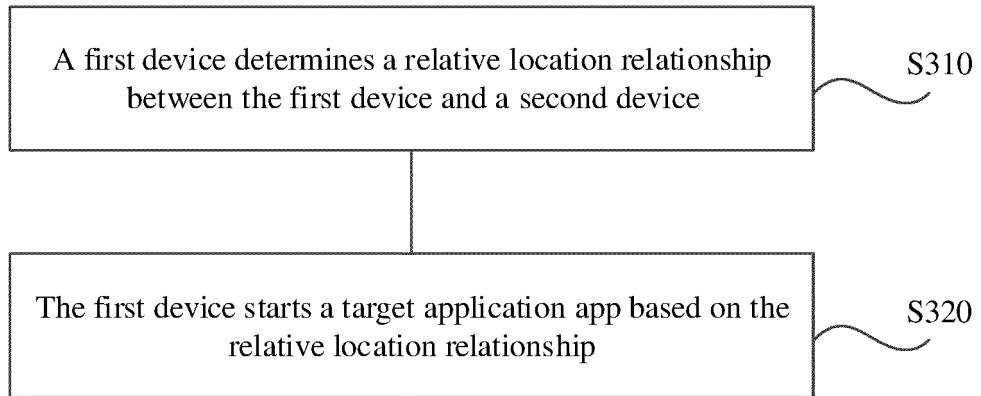 A first device determines a relative location relationship
between the first device and a second device
S310
The first device starts a target application app based on the
relative location relationship
S320